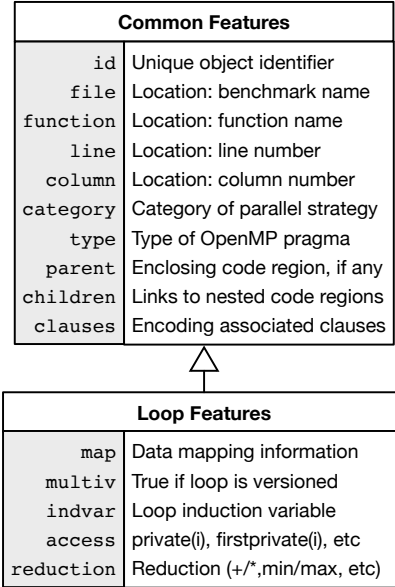 Common Features
id Unique object identifier
file Location: benchmark name
function Location: function name
line Location: line number
column Location: column number
category Category of parallel strategy
type Type of OpenMP pragma
parent Enclosing code region, if any
children Links to nested code regions
clauses Encoding associated clauses
Loop Features
map Data mapping information
multiv True if loop is versioned
indvar Loop induction variable
access private(i), firstprivate(i), etc
reduction Reduction (+/*,min/max, etc)